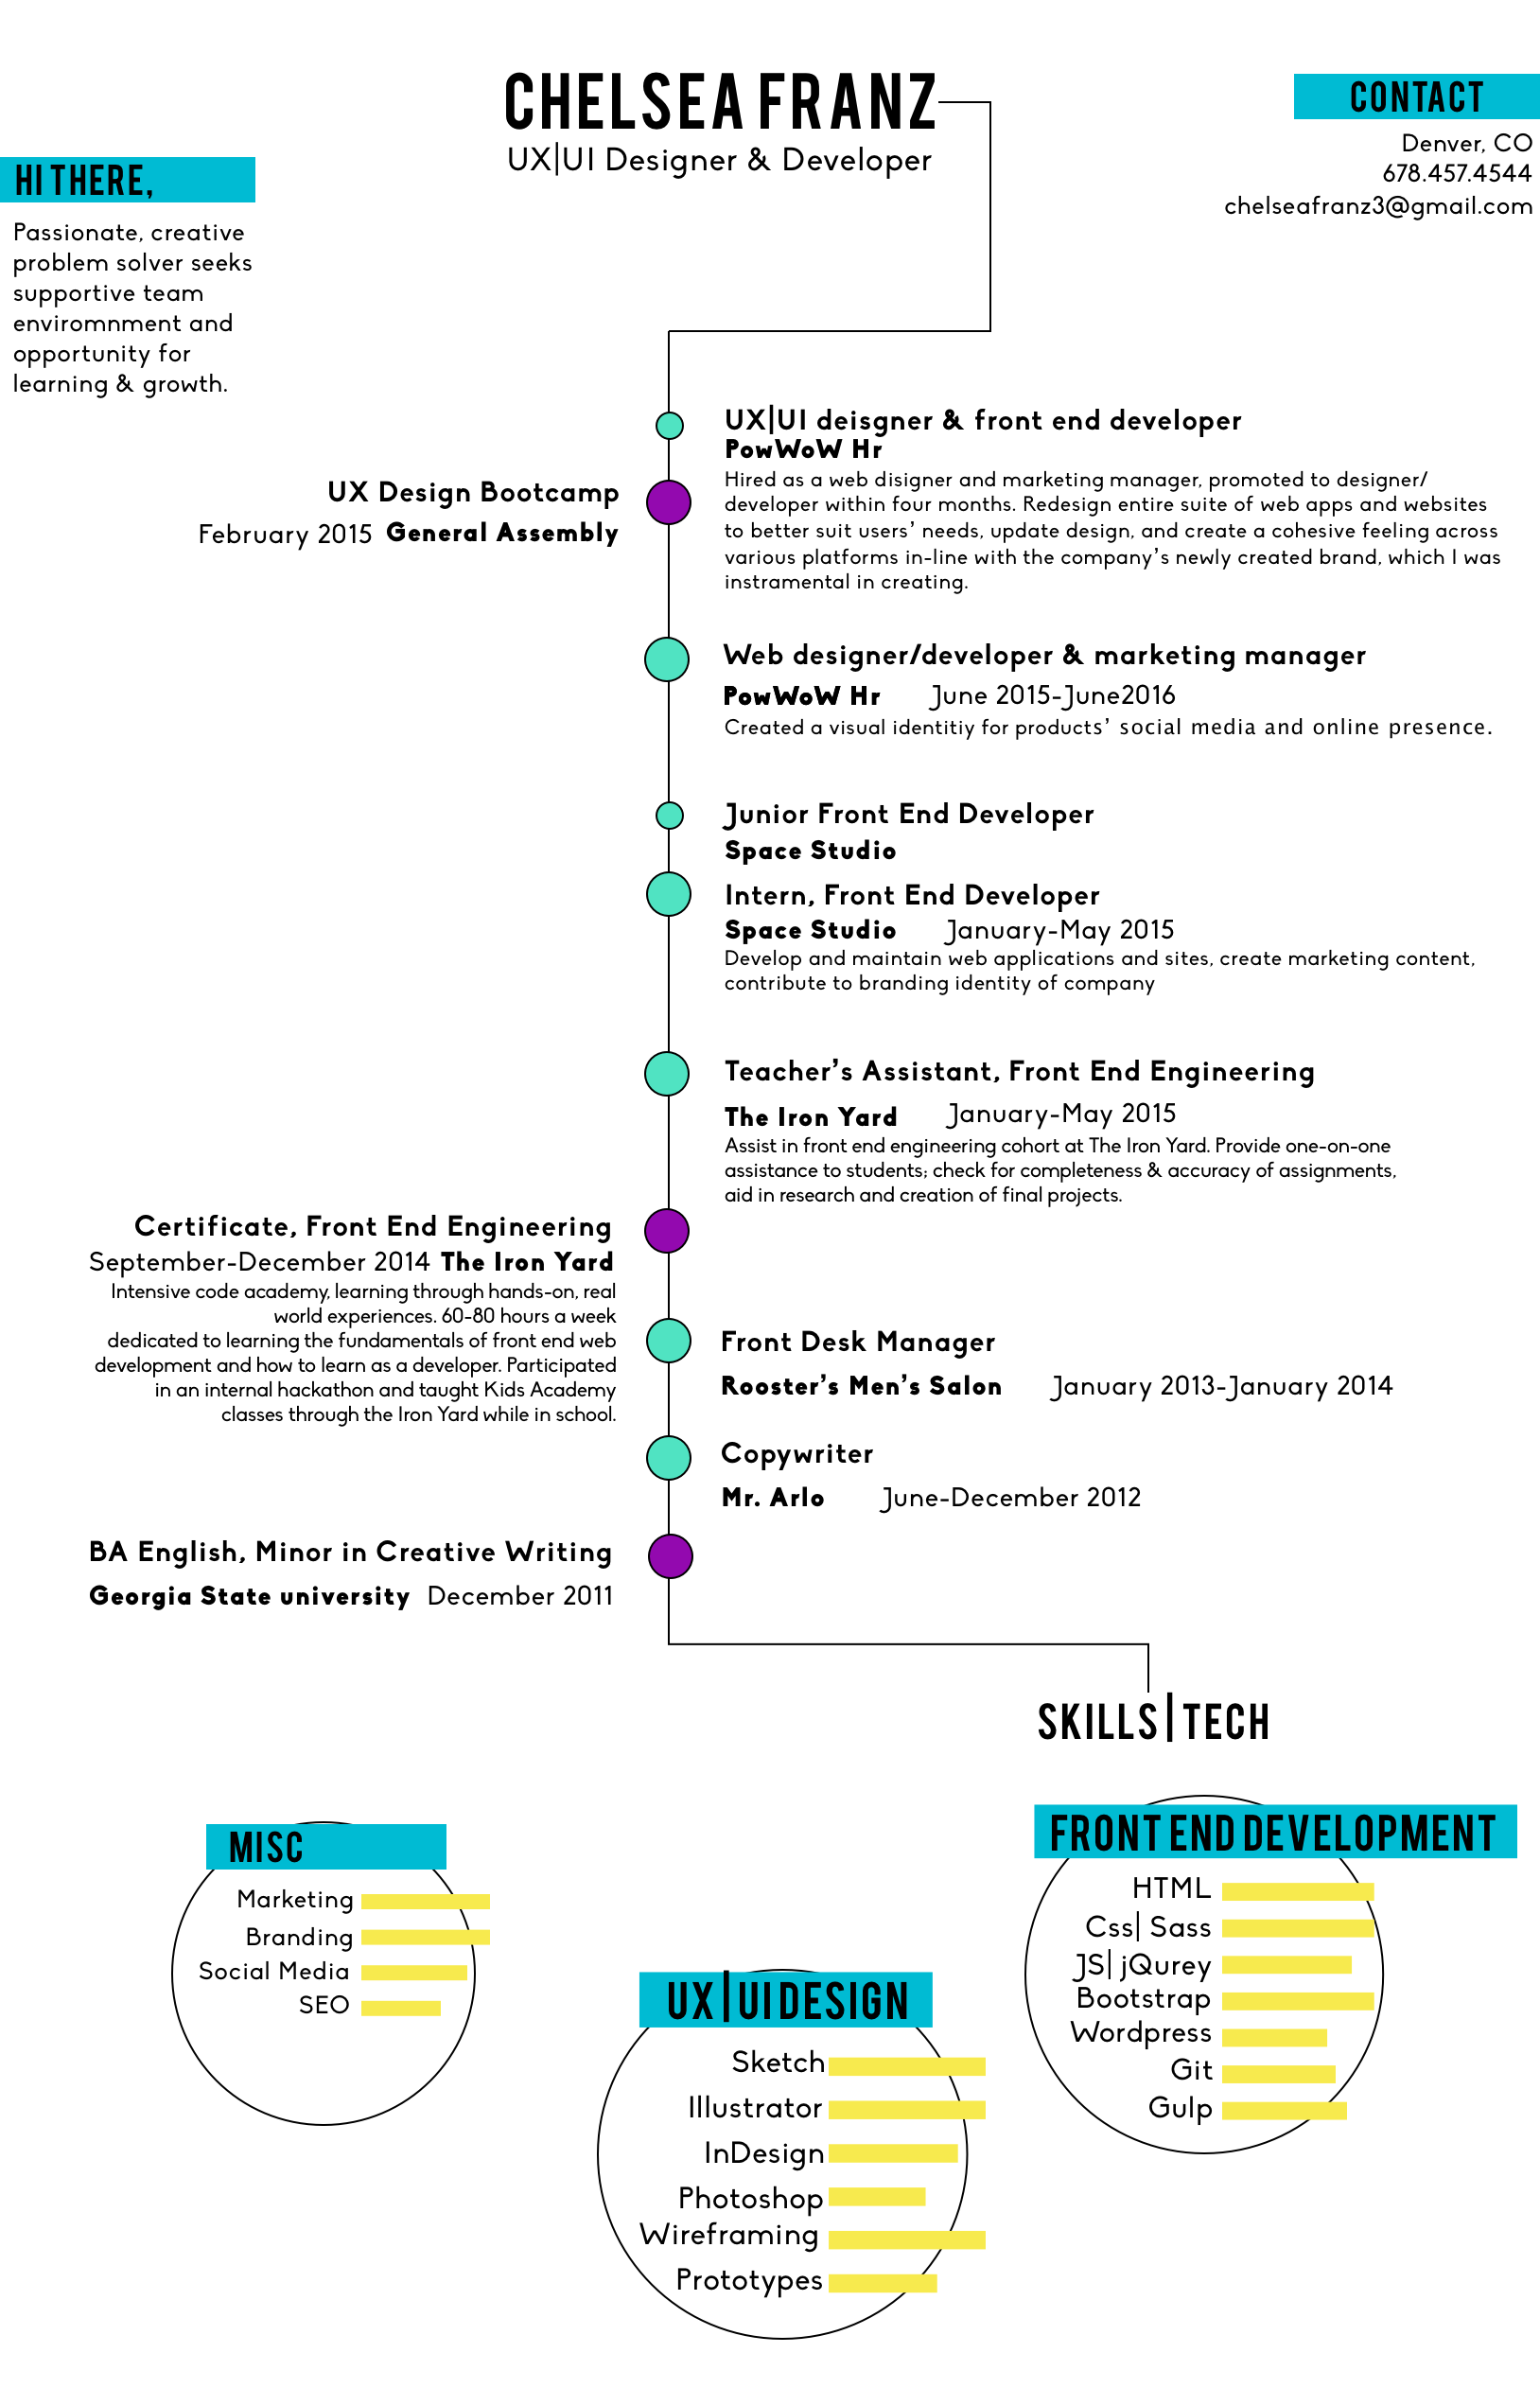 CHELSEA FRANZ
UX|UI Designer & Developer
CONTACT
Denver, CO
678.457.4544
chelseafranz3@gmail.com
HI THERE,
Passionate, creative
problem solver seeks
supportive team
enviromnment and
opportunity for
learning & growth.
UX|UI deisgner & front end developer
PowWoW Hr
Hired as a web disigner and marketing manager, promoted to designer/
developer within four months. Redesign entire suite of web apps and websites
to better suit users' needs, update design, and create a cohesive feeling across
various platforms in-line with the company's newly created brand, which I was
instramental in creating.
UX Design Bootcamp
February 2015 General Assembly
Web designer/developer & marketing manager
PowWoW Hr June 2015-June2016
Created a visual identitiy for products' social media and online presence.
Junior Front End Developer
Space Studio
Intern, Front End Developer
Space Studio January-May 2015
Develop and maintain web applications and sites, create marketing content,
contribute to branding identity of company
Teacher's Assistant, Front End Engineering
The Iron Yard January-May 2015
Assist in front end engineering cohort at The Iron Yard. Provide one-on-one
assistance to students; check for completeness & accuracy of assignments,
aid in research and creation of final projects.
Certificate, Front End Engineering
September-December 2014 The Iron Yard
Intensive code academy, learning through hands-on, real
world experiences. 60-80 hours a week
dedicated to learning the fundamentals of front end web
development and how to learn as a developer. Participated
in an internal hackathon and taught Kids Academy
classes through the Iron Yard while in school.
Front Desk Manager
Rooster's Men's Salon January 2013-January 2014
Copywriter
Mr. Arlo June-December 2012
BA English, Minor in Creative Writing
Georgia State university December 2011
SKILLS|TECH
MISC
Marketing
Branding
Social Media
SEO
UX|UI DESIGN
Sketch
Illustrator
InDesign
Photoshop
Wireframing
Prototypes
FRONT END DEVELOPMENT
HTML
Css| Sass
JS| jQurey
Bootstrap
Wordpress
Git
Gulp